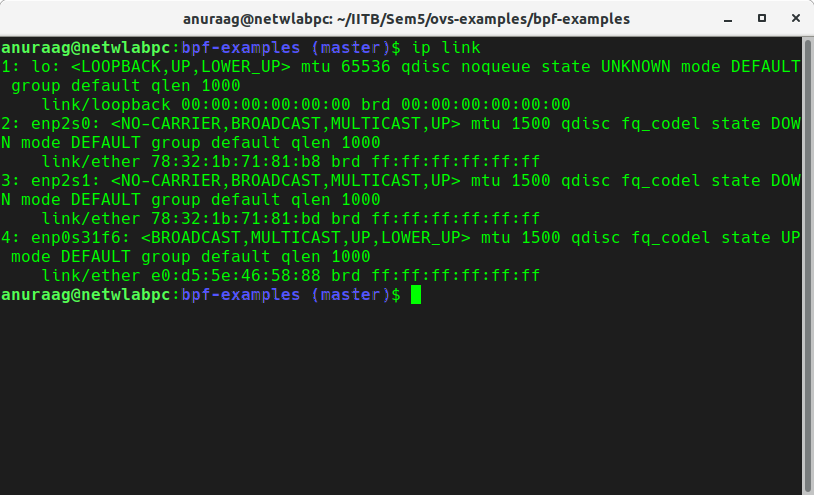 anuraag@netwlabpc: ~/IITB/Sem5/ovs-examples/bpf-examples
anuraag@netwlabpc:bpf-examples (master)$ ip link
1: lo: <LOOPBACK,UP,LOWER_UP> mtu 65536 qdisc noqueue state UNKNOWN mode DEFAULT
 group default qlen 1000
    link/loopback 00:00:00:00:00:00 brd 00:00:00:00:00:00
2: enp2s0: <NO-CARRIER,BROADCAST,MULTICAST,UP> mtu 1500 qdisc fq_codel state DOW
N mode DEFAULT group default qlen 1000
    link/ether 78:32:1b:71:81:b8 brd ff:ff:ff:ff:ff:ff
3: enp2s1: <NO-CARRIER,BROADCAST,MULTICAST,UP> mtu 1500 qdisc fq_codel state DOW
N mode DEFAULT group default qlen 1000
    link/ether 78:32:1b:71:81:bd brd ff:ff:ff:ff:ff:ff
4: enp0s31f6: <BROADCAST,MULTICAST,UP,LOWER_UP> mtu 1500 qdisc fq_codel state UP
 mode DEFAULT group default qlen 1000
    link/ether e0:d5:5e:46:58:88 brd ff:ff:ff:ff:ff:ff
anuraag@netwlabpc:bpf-examples (master)$